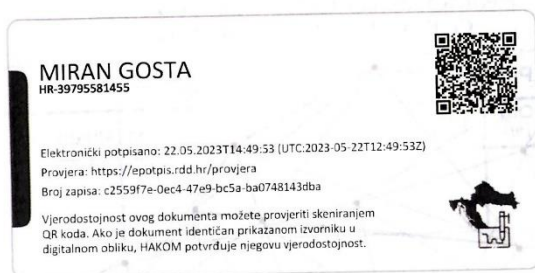 MIRAN GOSTA
HR-39795581455
Elektronički potpisano: 22.05.2023T14:49:53 (UTC:2023-05-22T12:49:53Z)
Provjera: https://epotpis.rdd.hr/provjera
Broj zapisa: c2559f7e-0ec4-47e9-bc5a-ba0748143dba
Vjerodostojnost ovog dokumenta možete provjeriti skeniranjem
QR koda. Ako je dokument identičan prikazanom izvorniku u
digitalnom obliku, HAKOM potvrđuje njegovu vjerodostojnost.